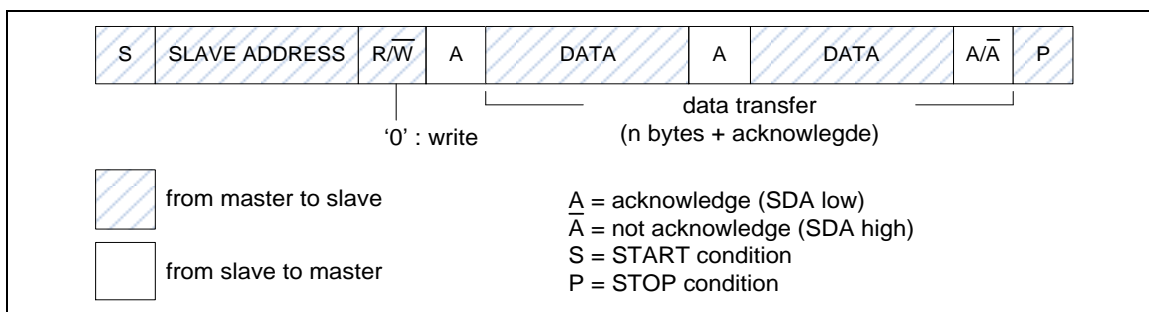 S SLAVE ADDRESS R/W̅ A DATA A DATA A/A̅ P
data transfer
(n bytes + acknowlegde)
‘0’ : write
from master to slave
from slave to master
A = acknowledge (SDA low)
A̅ = not acknowledge (SDA high)
S = START condition
P = STOP condition